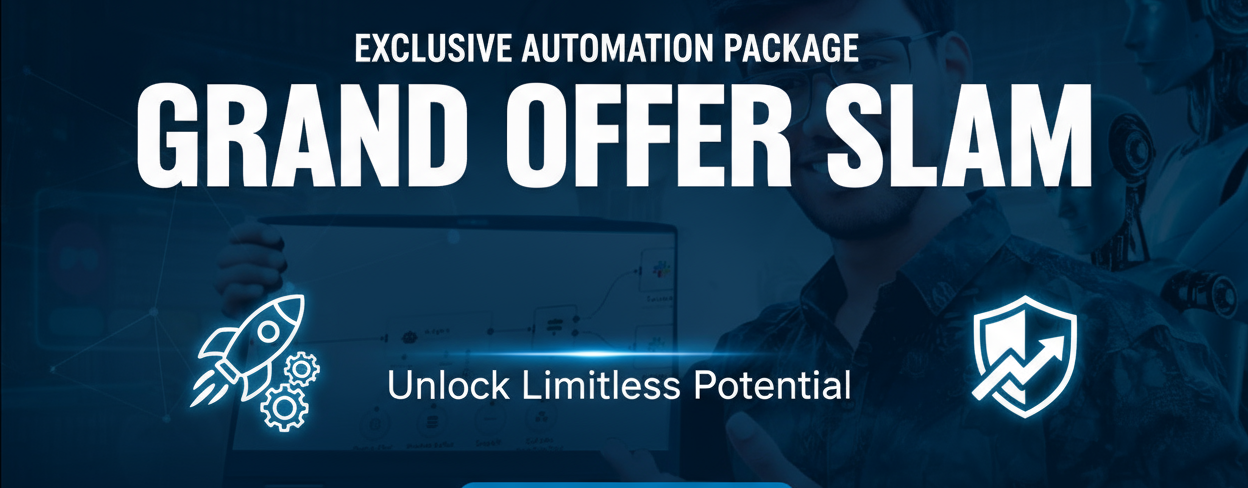 EXCLUSIVE AUTOMATION PACKAGE
GRAND OFFER SLAM
Unlock Limitless Potential